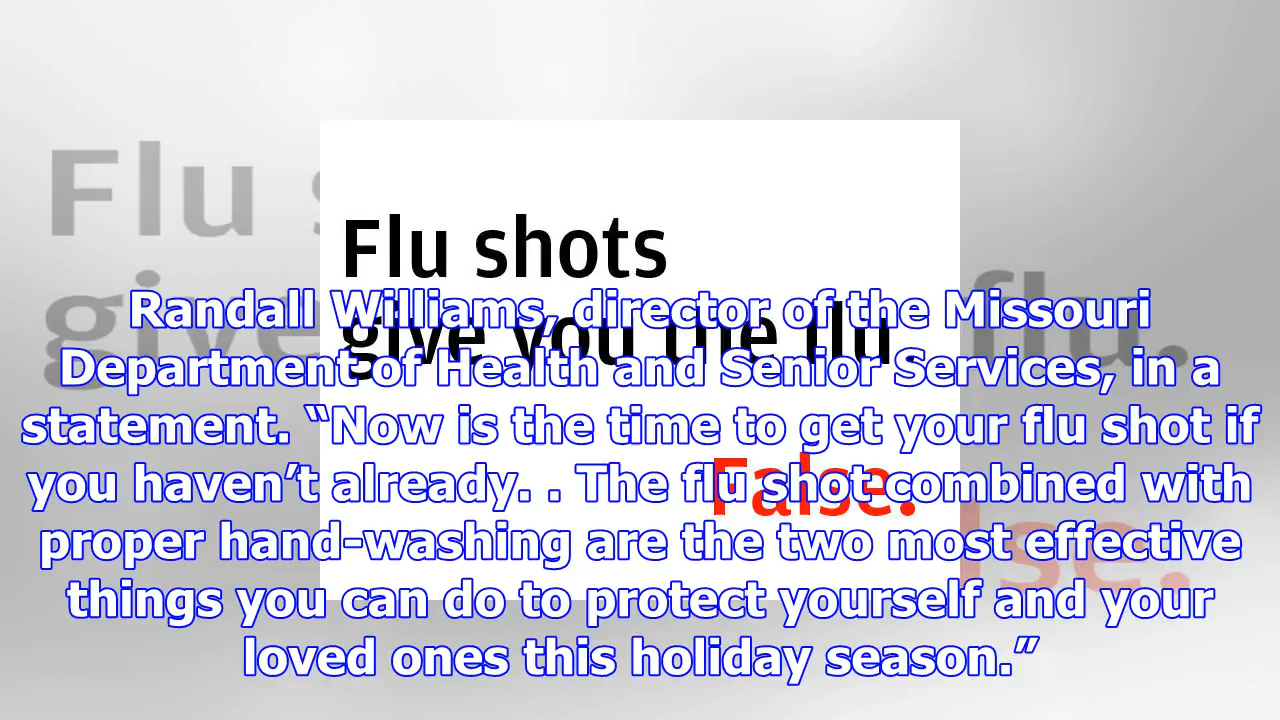 Flu shots
give you the flu.
False.
Randall Williams, director of the Missouri
Department of Health and Senior Services, in a
statement. “Now is the time to get your flu shot if
you haven’t already. . The flu shot combined with
proper hand-washing are the two most effective
things you can do to protect yourself and your
loved ones this holiday season.”